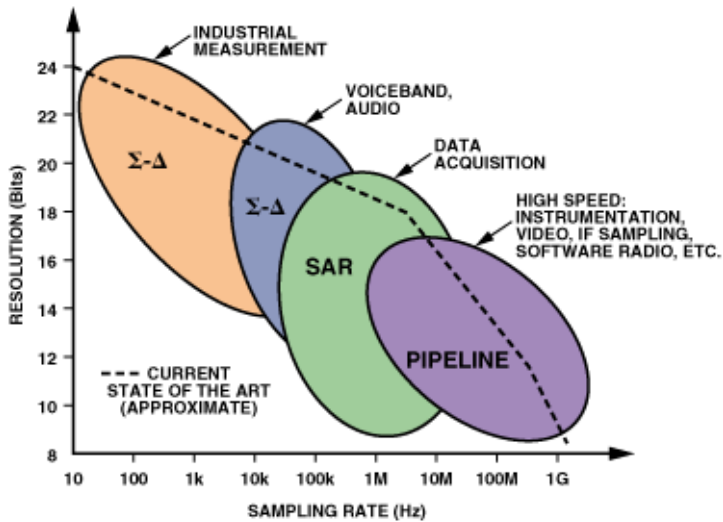 INDUSTRIAL
MEASUREMENT
VOICEBAND,
AUDIO
DATA
ACQUISITION
HIGH SPEED:
INSTRUMENTATION,
VIDEO, IF SAMPLING,
SOFTWARE RADIO, ETC.
Σ-Δ
Σ-Δ
SAR
PIPELINE
CURRENT
STATE OF THE ART
(APPROXIMATE)
RESOLUTION (Bits)
24
22
20
18
16
14
12
10
8
10 100 1k 10k 100k 1M 10M 100M 1G
SAMPLING RATE (Hz)